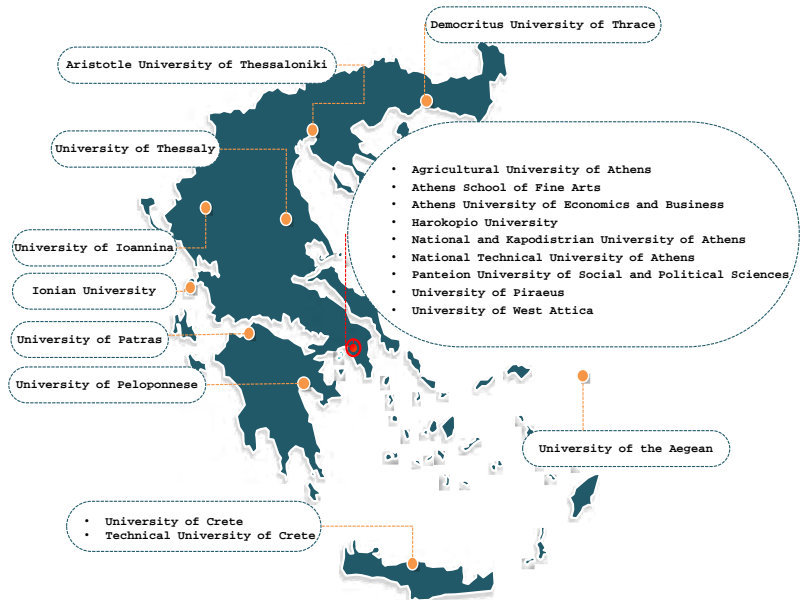 Democritus University of Thrace
Aristotle University of Thessaloniki
University of Thessaly
• Agricultural University of Athens
• Athens School of Fine Arts
• Athens University of Economics and Business
• Harokopio University
• National and Kapodistrian University of Athens
• National Technical University of Athens
• Panteion University of Social and Political Sciences
• University of Piraeus
• University of West Attica
University of Ioannina
Ionian University
University of Patras
University of Peloponnese
University of the Aegean
• University of Crete
• Technical University of Crete